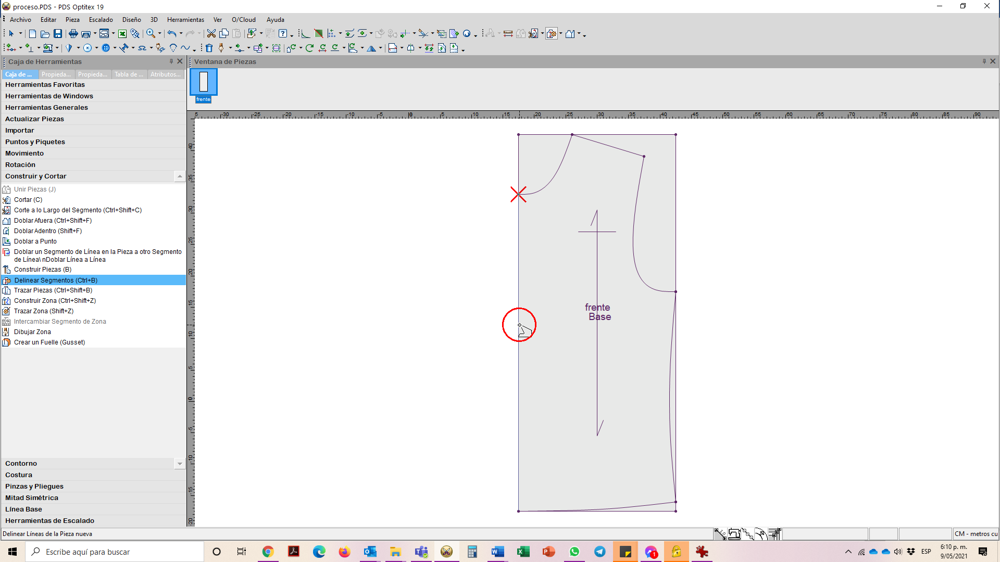 proceso.PDS - PDS Optitex 19
Archivo Editar Pieza Escalado Diseño 3D Herramientas Ver O/Cloud Ayuda
Caja de Herramientas
Ventana de Piezas
Caja de ... Propieda... Propieda... Tabla de ... Atributos...
Herramientas Favoritas
Herramientas de Windows
Herramientas Generales
Actualizar Piezas
Importar
Puntos y Piquetes
Movimiento
Rotación
Construir y Cortar
Unir Piezas (J)
Cortar (C)
Corte a lo Largo del Segmento (Ctrl+Shift+C)
Doblar Afuera (Ctrl+Shift+F)
Doblar Adentro (Shift+F)
Doblar a Punto
Doblar un Segmento de Línea en la Pieza a otro Segmento
de Línea\ nDoblar Línea a Línea
Construir Piezas (B)
Delinear Segmentos (Ctrl+B)
Trazar Piezas (Ctrl+Shift+B)
Construir Zona (Ctrl+Shift+Z)
Trazar Zona (Shift+Z)
Intercambiar Segmento de Zona
Dibujar Zona
Crear un Fuelle (Gusset)
Contorno
Costura
Pinzas y Pliegues
Mitad Simétrica
Línea Base
Herramientas de Escalado
frente
5 -30 -25 -20 -15 -10 -5 0 5 10 15 20 25 30 35 40 45 50 55 60 65 70 75 80 85 90
40
35
30
25
20
15
10
5
0
-5
-10
-15
-20
frente
Base
Delinear Líneas de la Pieza nueva
CM - metros cu
Escribe aquí para buscar
1
ESP
6:10 p. m.
9/05/2021